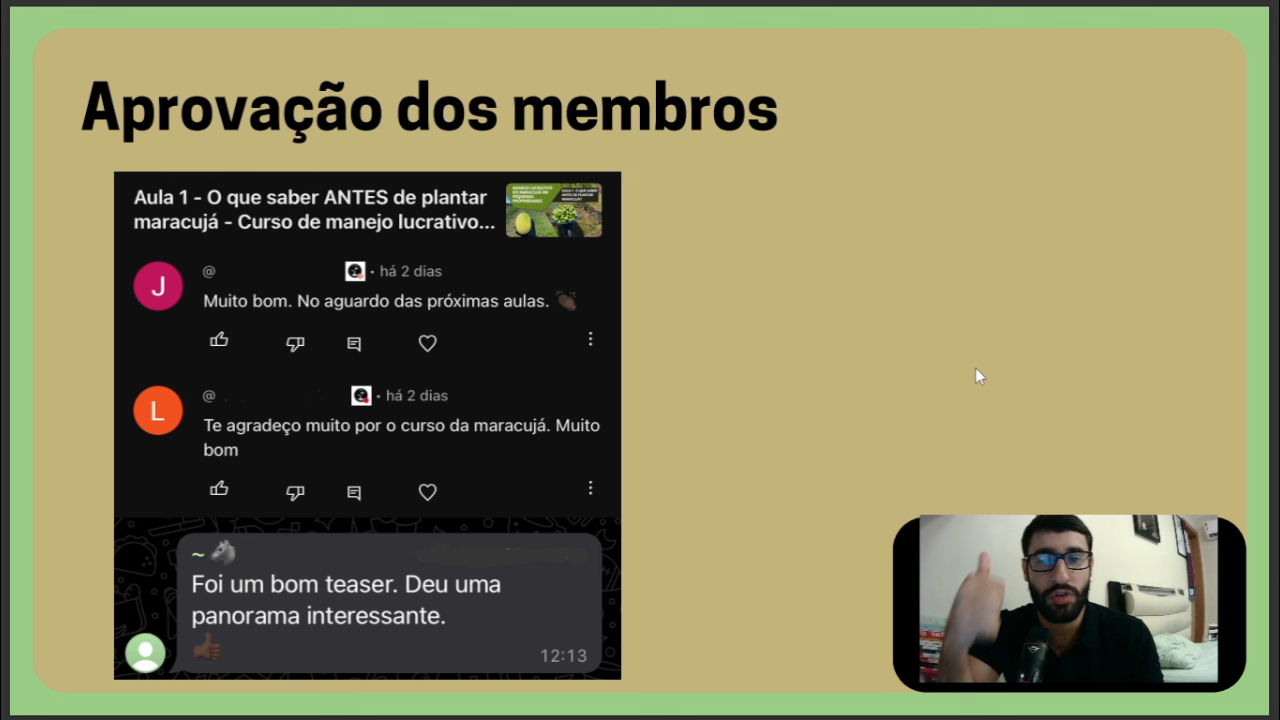 Aprovação dos membros
Aula 1 - O que saber ANTES de plantar
maracujá - Curso de manejo lucrativo...
J
@
• há 2 dias
Muito bom. No aguardo das próximas aulas.
L
@
• há 2 dias
Te agradeço muito por o curso da maracujá. Muito
bom
~
Foi um bom teaser. Deu uma
panorama interessante.
12:13